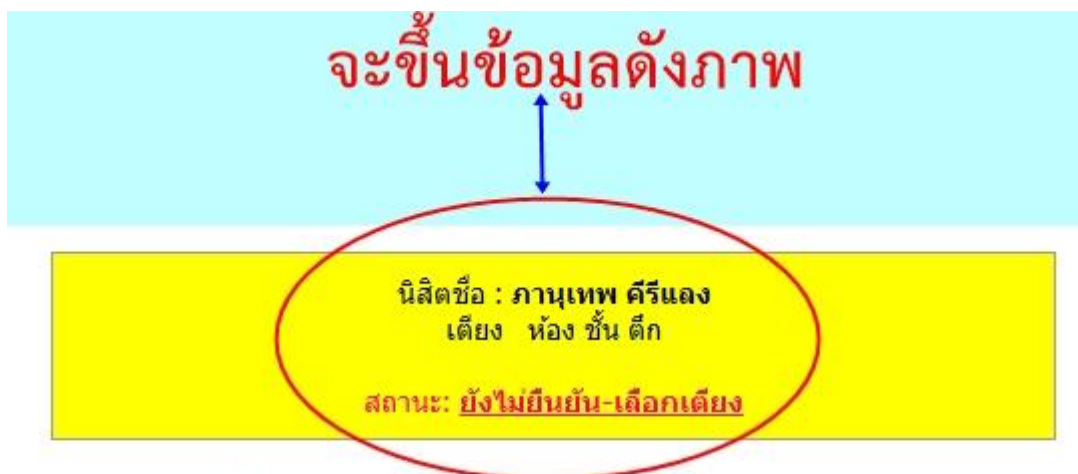 จะขึ้นข้อมูลดังภาพ
นิสิตชื่อ : ภานุเทพ คีรีแลง
เตียง ห้อง ชั้น ตึก
สถานะ: ยังไม่ยืนยัน-เลือกเตียง